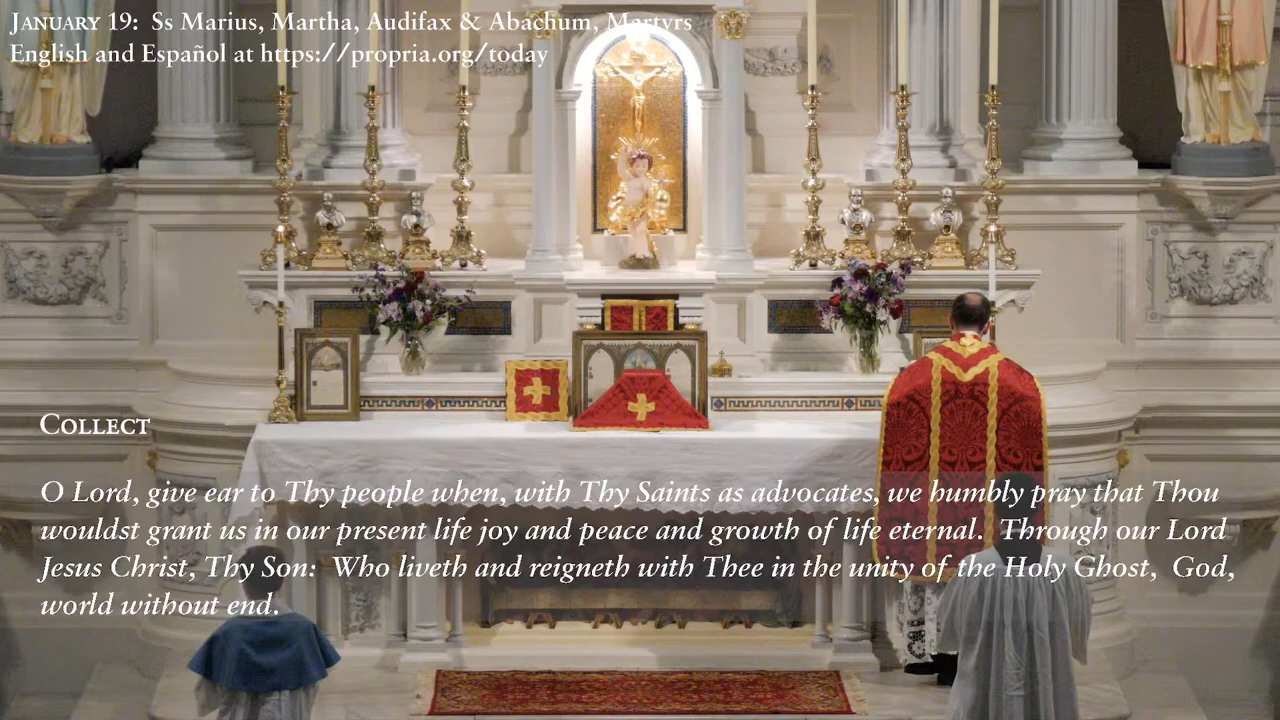 January 19: Ss Marius, Martha, Audifax & Abachum, Martyrs
English and Español at https://propria.org/today
Collect
O Lord, give ear to Thy people when, with Thy Saints as advocates, we humbly pray that Thou
wouldst grant us in our present life joy and peace and growth of life eternal. Through our Lord
Jesus Christ, Thy Son: Who liveth and reigneth with Thee in the unity of the Holy Ghost, God,
world without end.